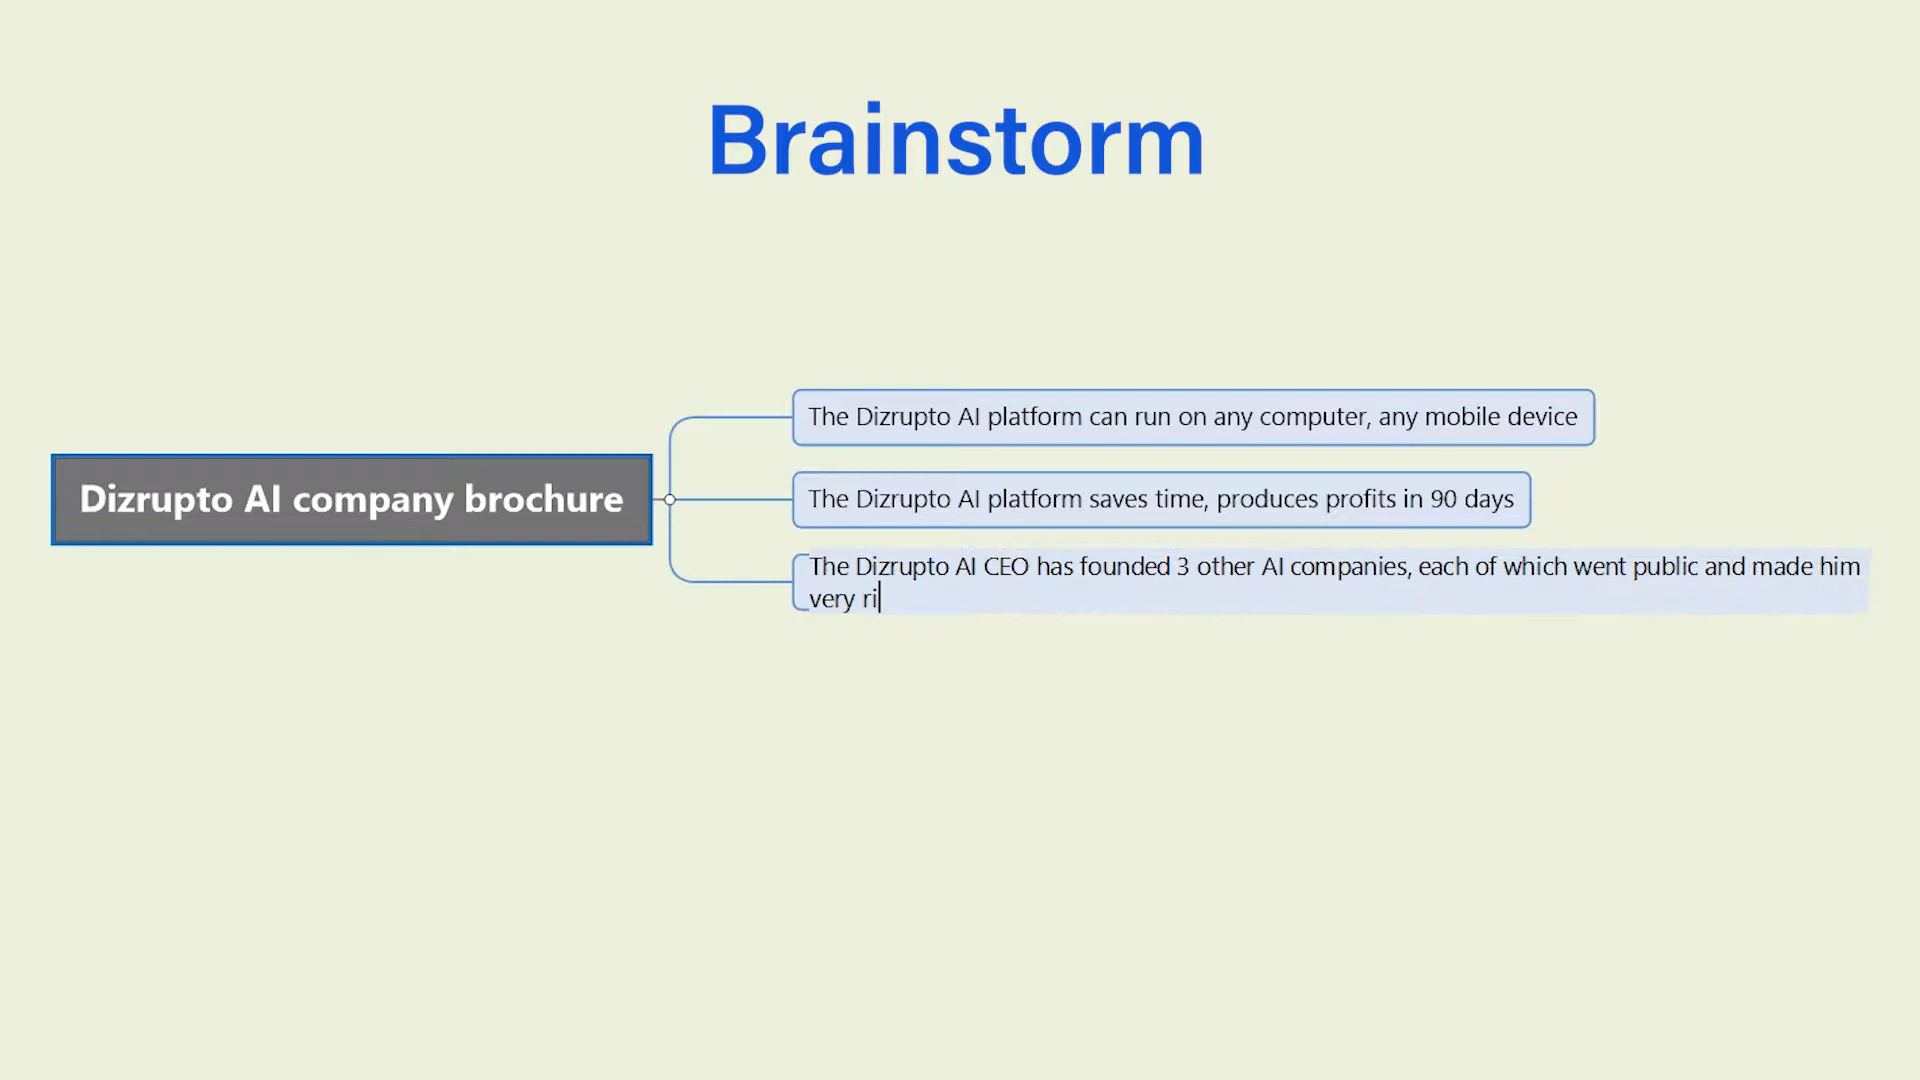 Brainstorm
The Dizrupto AI platform can run on any computer, any mobile device
Dizrupto AI company brochure
The Dizrupto AI platform saves time, produces profits in 90 days
The Dizrupto AI CEO has founded 3 other AI companies, each of which went public and made him
very ri